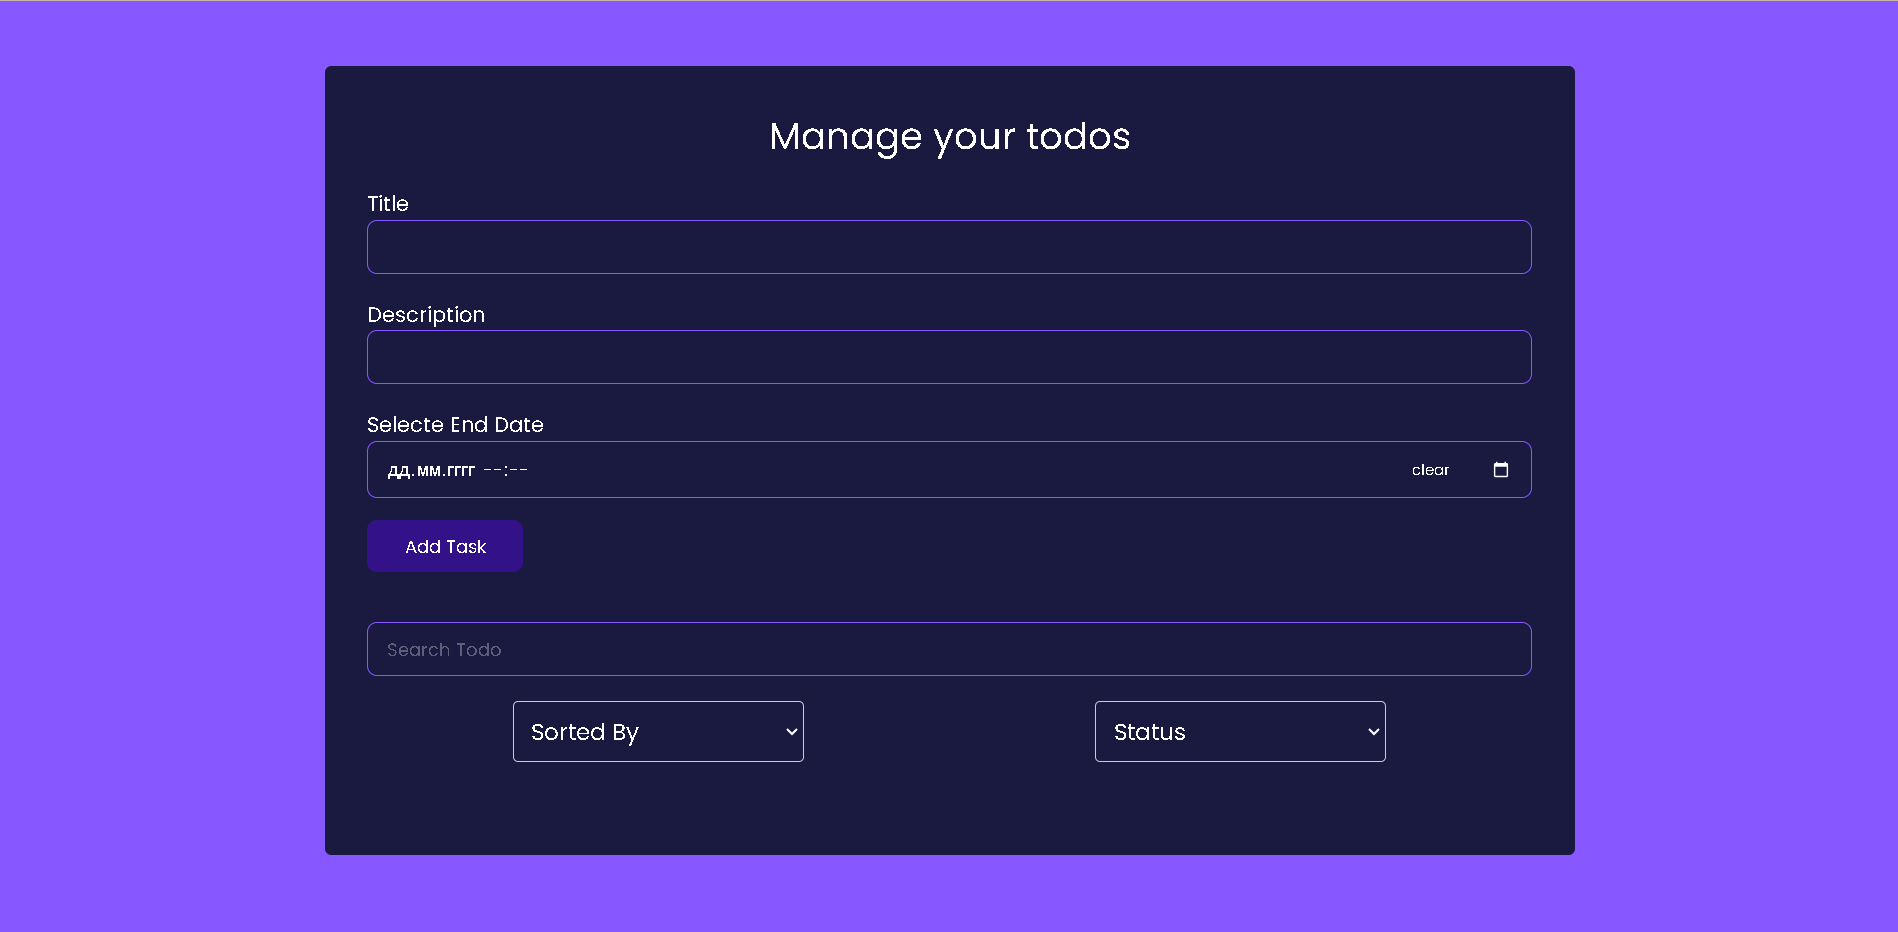 Manage your todos
Title
Description
Selecte End Date
дд.мм.гггг --:--
clear
Add Task
Search Todo
Sorted By
Status